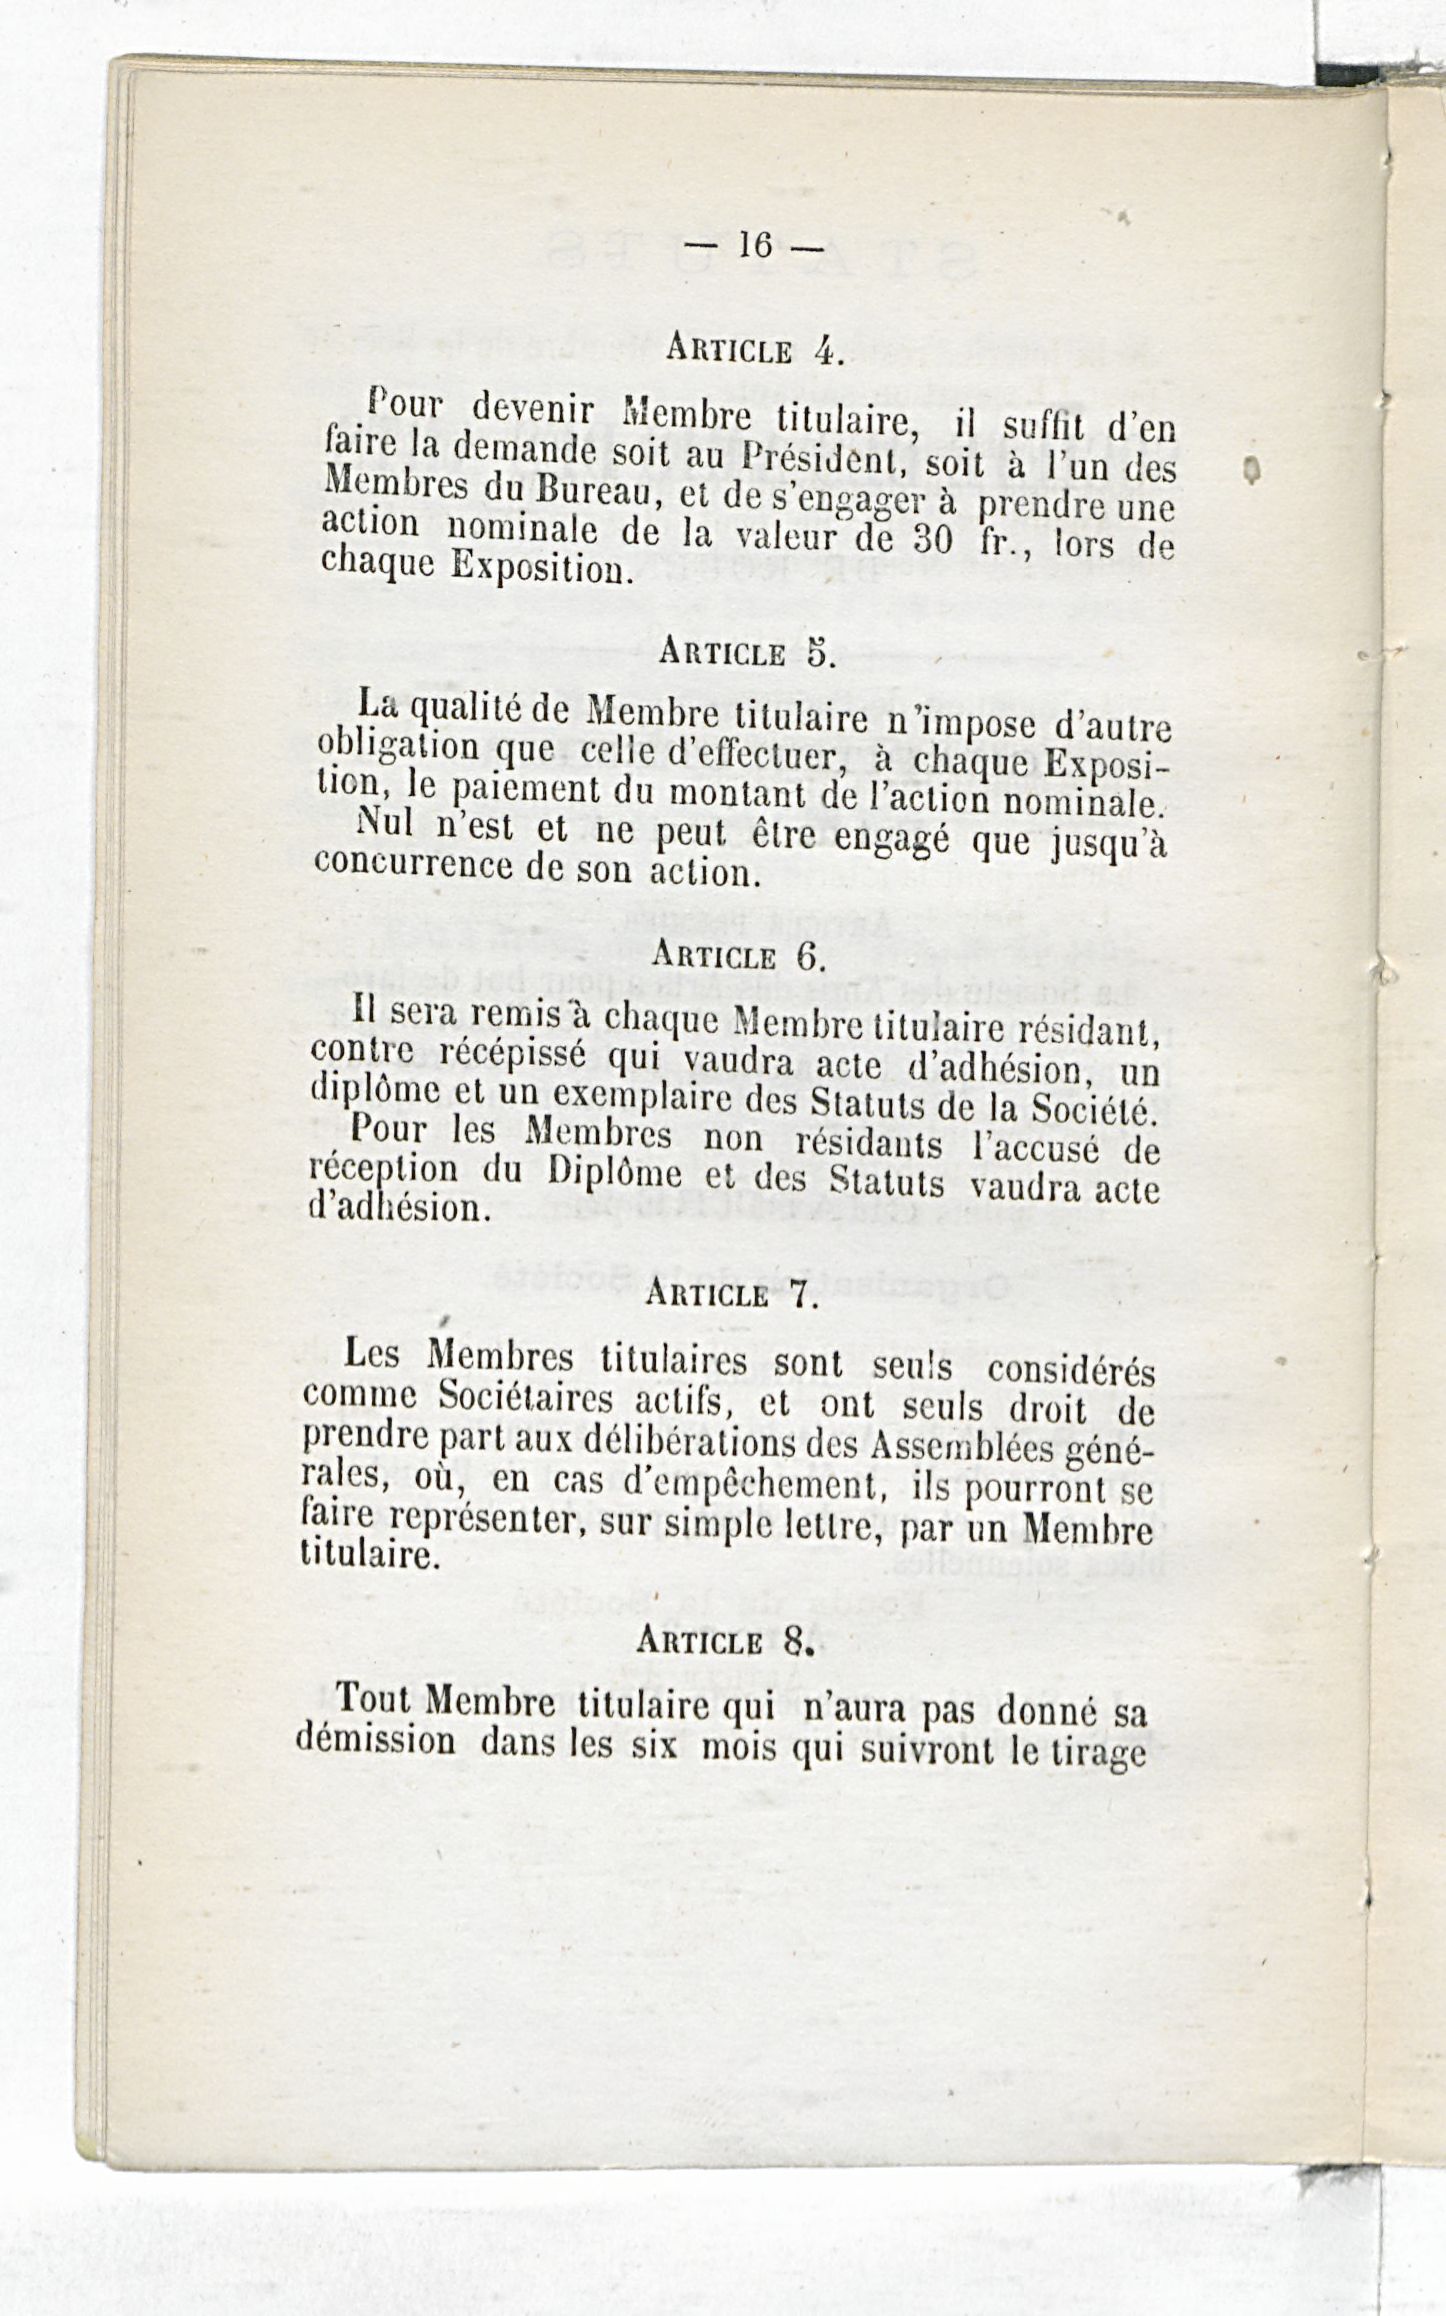 — 16 —
ARTICLE 4.
Pour devenir Membre titulaire, il suffit d'en
faire la demande soit au Président, soit à l'un des
Membres du Bureau, et de s'engager à prendre une
action nominale de la valeur de 30 fr., lors de
chaque Exposition.
ARTICLE 5.
La qualité de Membre titulaire n'impose d'autre
obligation que celle d'effectuer, à chaque Exposi-
tion, le paiement du montant de l'action nominale.
Nul n'est et ne peut être engagé que jusqu'à
concurrence de son action.
ARTICLE 6.
Il sera remis à chaque Membre titulaire résidant,
contre récépissé qui vaudra acte d'adhésion, un
diplôme et un exemplaire des Statuts de la Société.
Pour les Membres non résidants l'accusé de
réception du Diplôme et des Statuts vaudra acte
d'adhésion.
ARTICLE 7.
Les Membres titulaires sont seuls considérés
comme Sociétaires actifs, et ont seuls droit de
prendre part aux délibérations des Assemblées géné-
rales, où, en cas d'empêchement, ils pourront se
faire représenter, sur simple lettre, par un Membre
titulaire.
ARTICLE 8.
Tout Membre titulaire qui n'aura pas donné sa
démission dans les six mois qui suivront le tirage